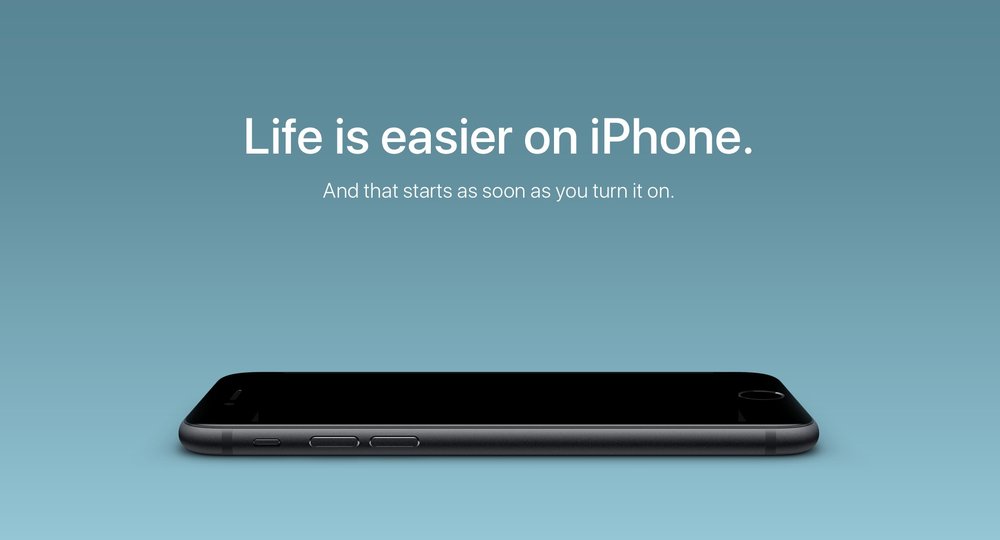 Life is easier on iPhone.
And that starts as soon as you turn it on.